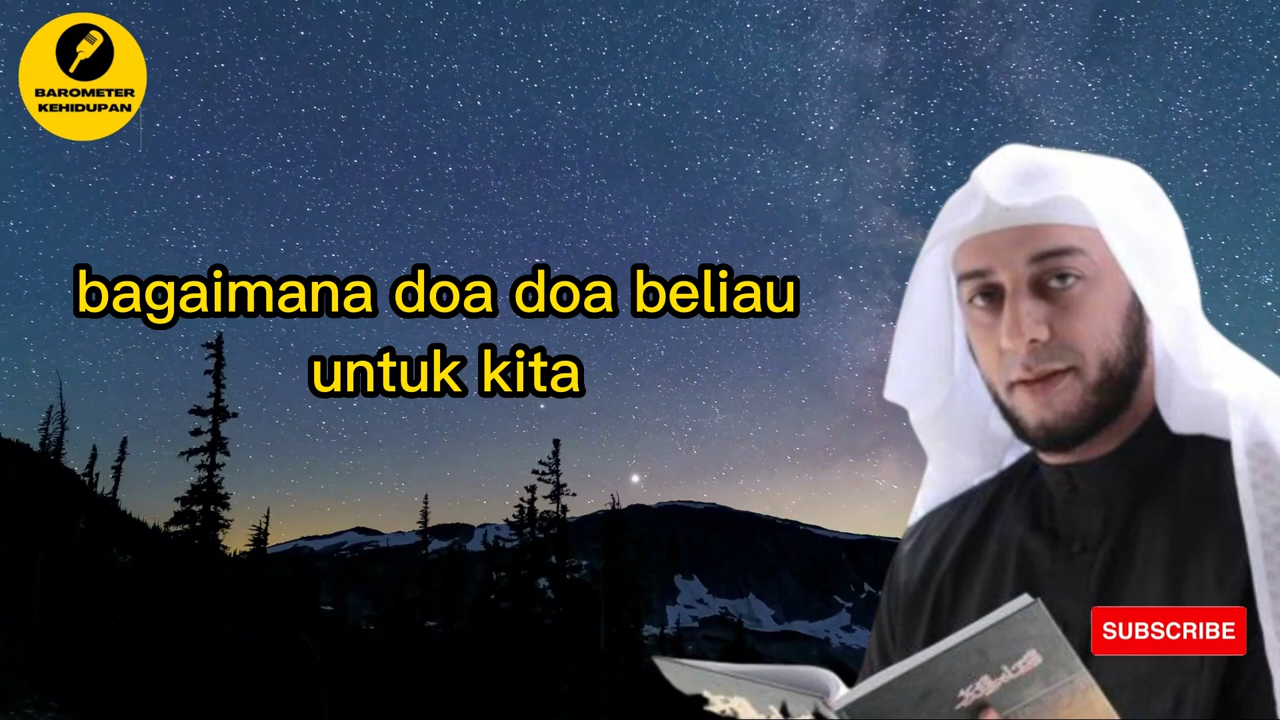 BAROMETER
KEHIDUPAN
bagaimana doa doa beliau
untuk kita
SUBSCRIBE